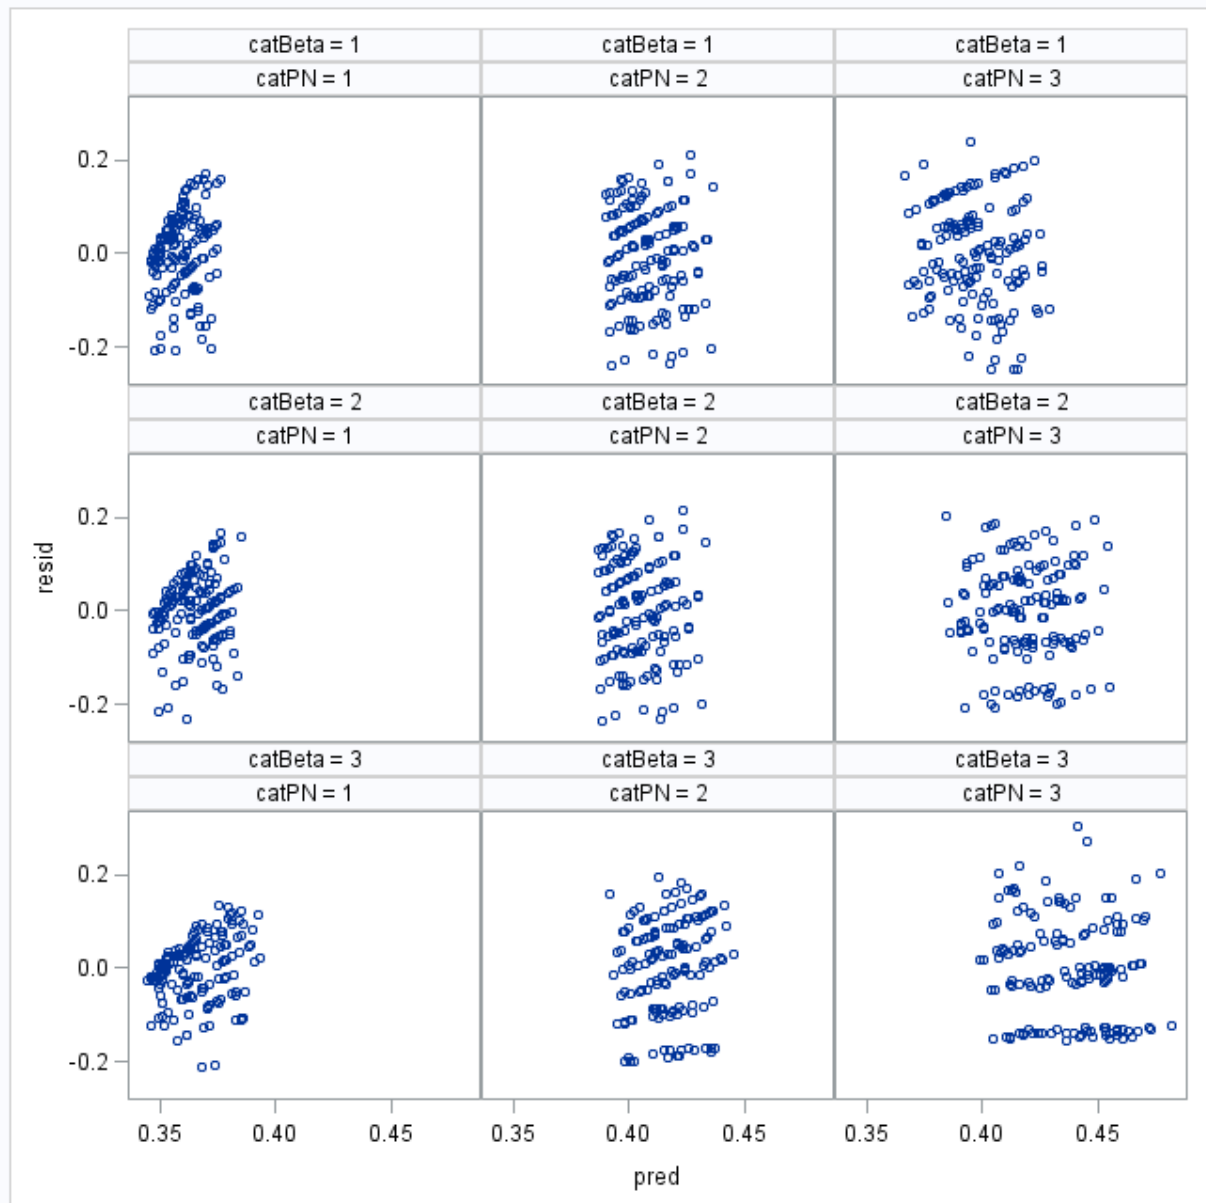 catBeta = 1 catBeta = 1 catBeta = 1
catPN = 1 catPN = 2 catPN = 3
0.2
0.0
-0.2
catBeta = 2 catBeta = 2 catBeta = 2
catPN = 1 catPN = 2 catPN = 3
0.2
resid
0.0
-0.2
catBeta = 3 catBeta = 3 catBeta = 3
catPN = 1 catPN = 2 catPN = 3
0.2
0.0
-0.2
0.35 0.40 0.45 0.35 0.40 0.45 0.35 0.40 0.45
pred